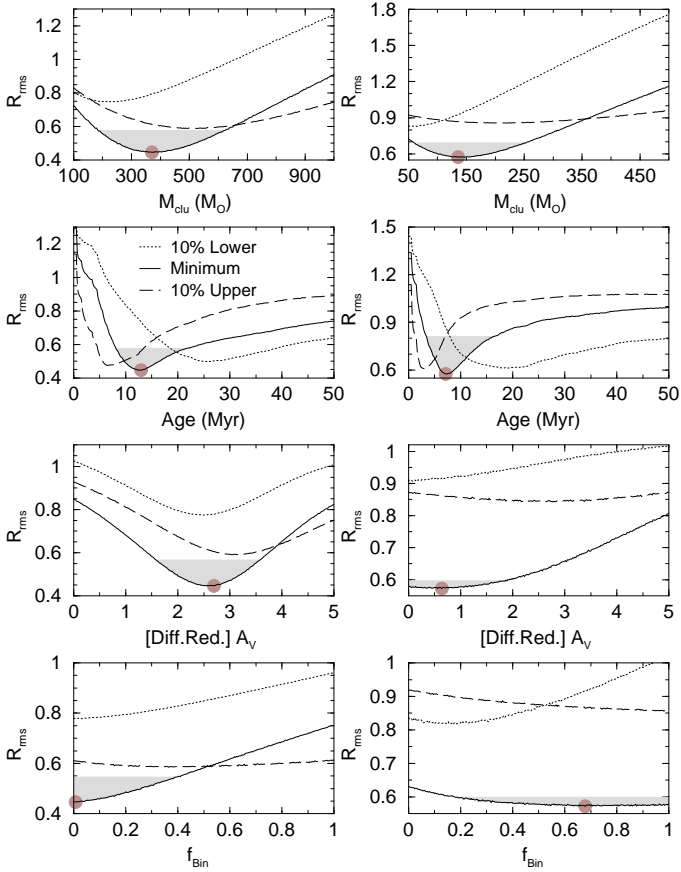 1.2
1
0.8
0.6
0.4
R_rms
100 300 500 700 900
M_clu (M_O)
1.8
1.5
1.2
0.9
0.6
R_rms
50 150 250 350 450
M_clu (M_O)
1.2
1
0.8
0.6
0.4
R_rms
10% Lower
Minimum
10% Upper
0 10 20 30 40 50
Age (Myr)
1.5
1.2
0.9
0.6
R_rms
0 10 20 30 40 50
Age (Myr)
1
0.8
0.6
0.4
R_rms
0 1 2 3 4 5
[Diff.Red.] A_V
1
0.9
0.8
0.7
0.6
R_rms
0 1 2 3 4 5
[Diff.Red.] A_V
1
0.8
0.6
0.4
R_rms
0 0.2 0.4 0.6 0.8 1
f_Bin
1
0.9
0.8
0.7
0.6
R_rms
0 0.2 0.4 0.6 0.8 1
f_Bin